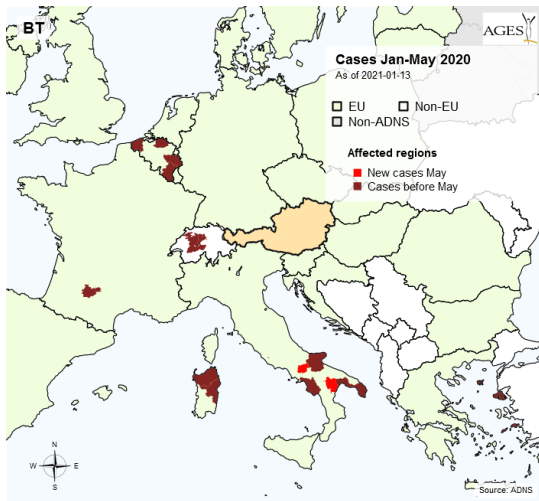 BT
AGES
Cases Jan-May 2020
As of 2021-01-13
EU Non-EU
Non-ADNS
Affected regions
New cases May
Cases before May
N
W E
S
Source: ADNS